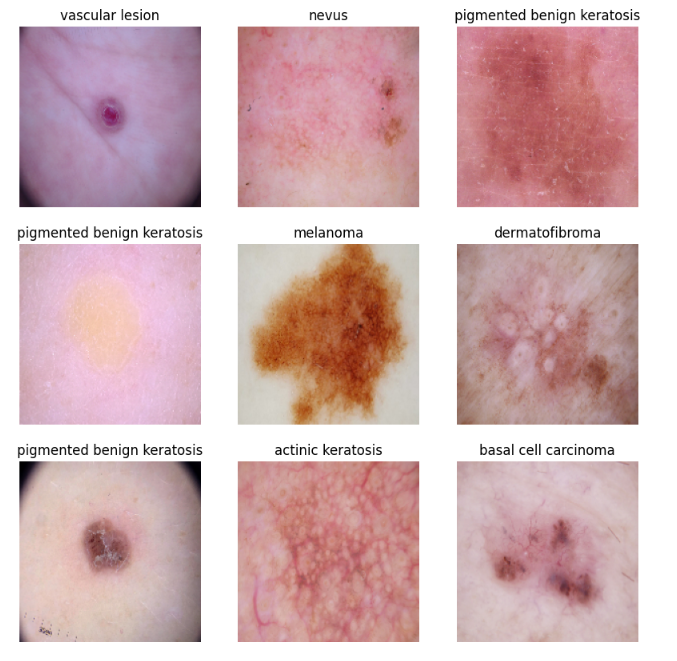 vascular lesion
nevus
pigmented benign keratosis
pigmented benign keratosis
melanoma
dermatofibroma
pigmented benign keratosis
actinic keratosis
basal cell carcinoma